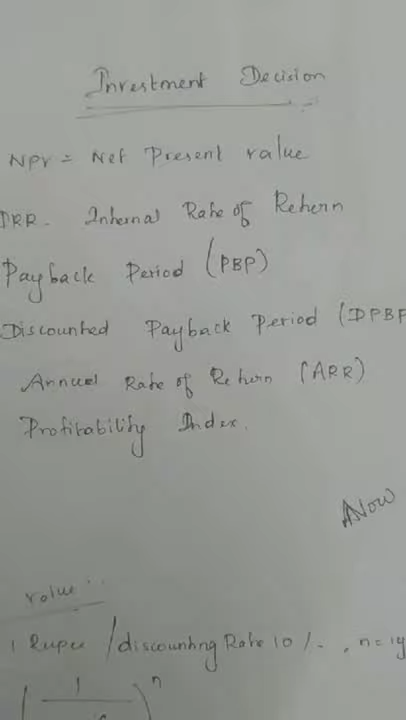 Investment Decision
NPV = Net Present value
IRR - Internal Rate of Return
Payback Period (PBP)
Discounted Payback Period (DPBP
Annual Rate of Return (ARR)
Profitability Index.
Now
value :
1 Rupee / discounting Rate 10 %. , n = 1y
( 1 )n